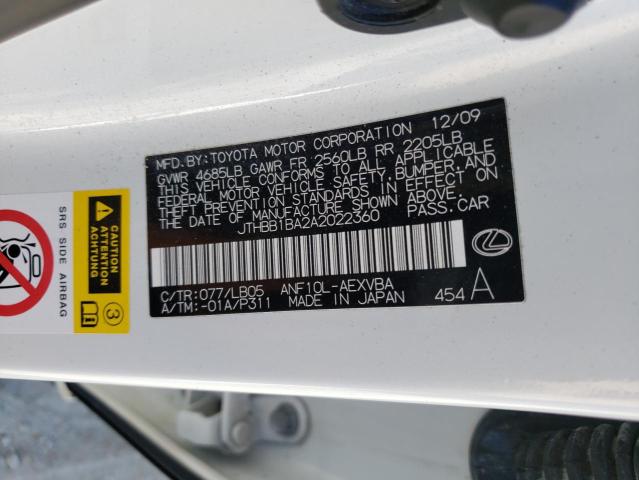 MFD.BY:TOYOTA MOTOR CORPORATION 12/09
GVWR 4685LB GAWR FR 2560LB RR 2205LB
THIS VEHICLE CONFORMS TO ALL APPLICABLE
FEDERAL MOTOR VEHICLE SAFETY,BUMPER,AND
THEFT PREVENTION STANDARDS IN EFFECT ON
THE DATE OF MANUFACTURE SHOWN ABOVE.
JTHBB1BA2A2022360 PASS.CAR
C/TR:077/LB05 ANF10L-AEXVBA
A/TM:-01A/P311 MADE IN JAPAN 454 A
SRS SIDE AIRBAG
CAUTION
ATTENTION
ACHTUNG
3